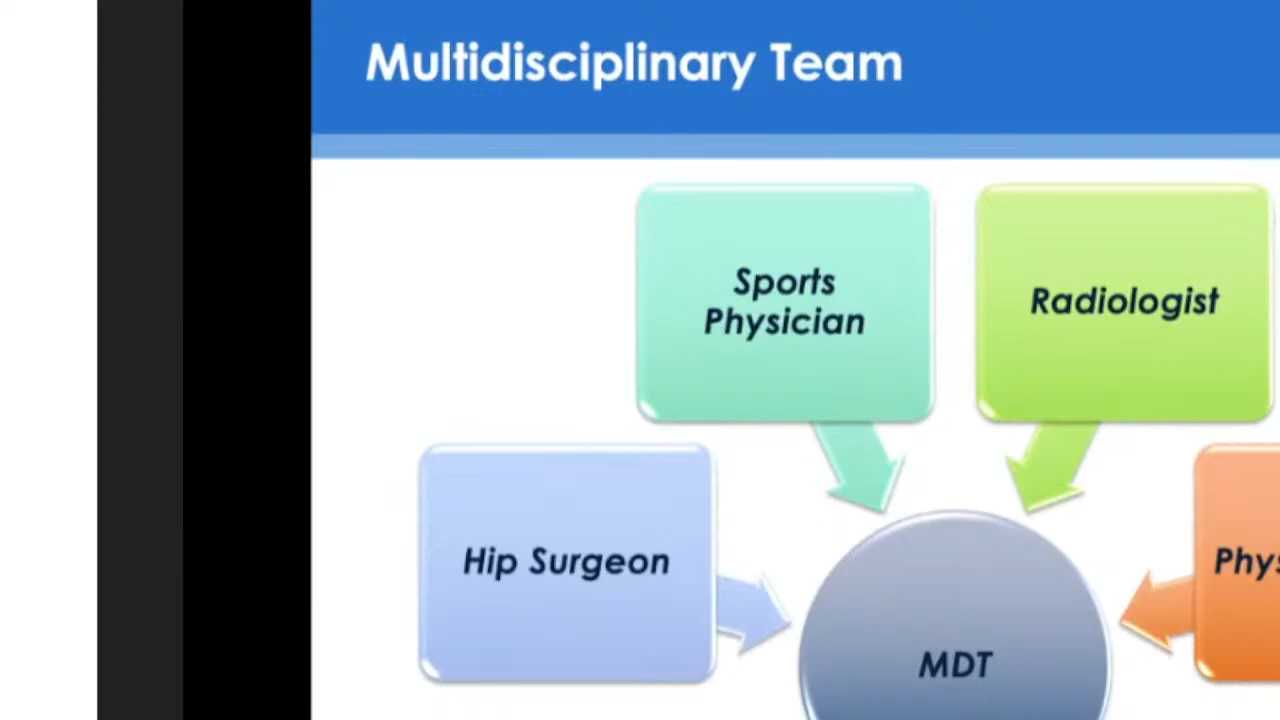 Multidisciplinary Team
Sports
Physician
Radiologist
Hip Surgeon
MDT